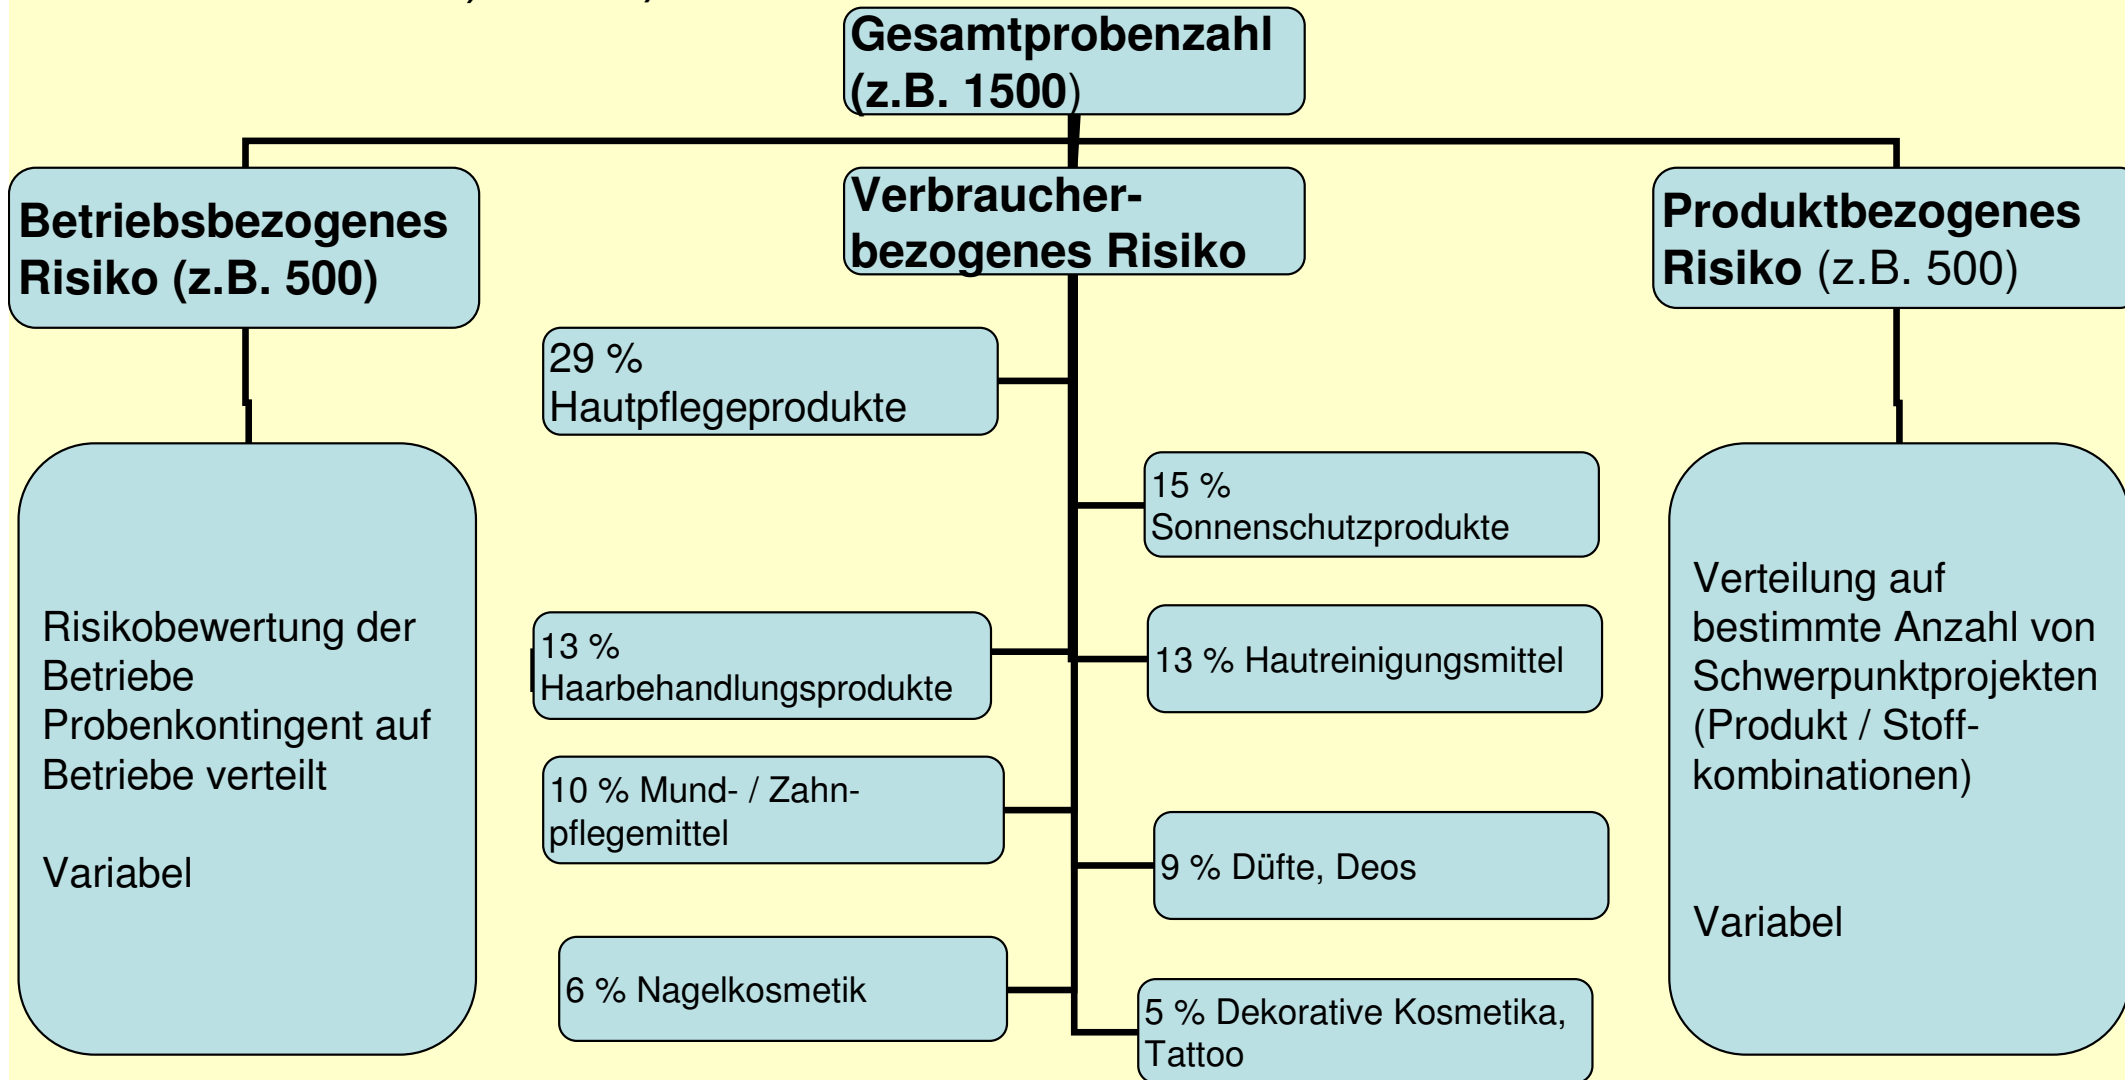 Gesamtprobenzahl
(z.B. 1500)
Betriebsbezogenes
Risiko (z.B. 500)
Verbraucher-
bezogenes Risiko
Produktbezogenes
Risiko (z.B. 500)
29 %
Hautpflegeprodukte
15 %
Sonnenschutzprodukte
13 %
Haarbehandlungsprodukte
13 % Hautreinigungsmittel
10 % Mund- / Zahn-
pflegemittel
9 % Düfte, Deos
6 % Nagelkosmetik
5 % Dekorative Kosmetika,
Tattoo
Risikobewertung der
Betriebe
Probenkontingent auf
Betriebe verteilt
Variabel
Verteilung auf
bestimmte Anzahl von
Schwerpunktprojekten
(Produkt / Stoff-
kombinationen)
Variabel